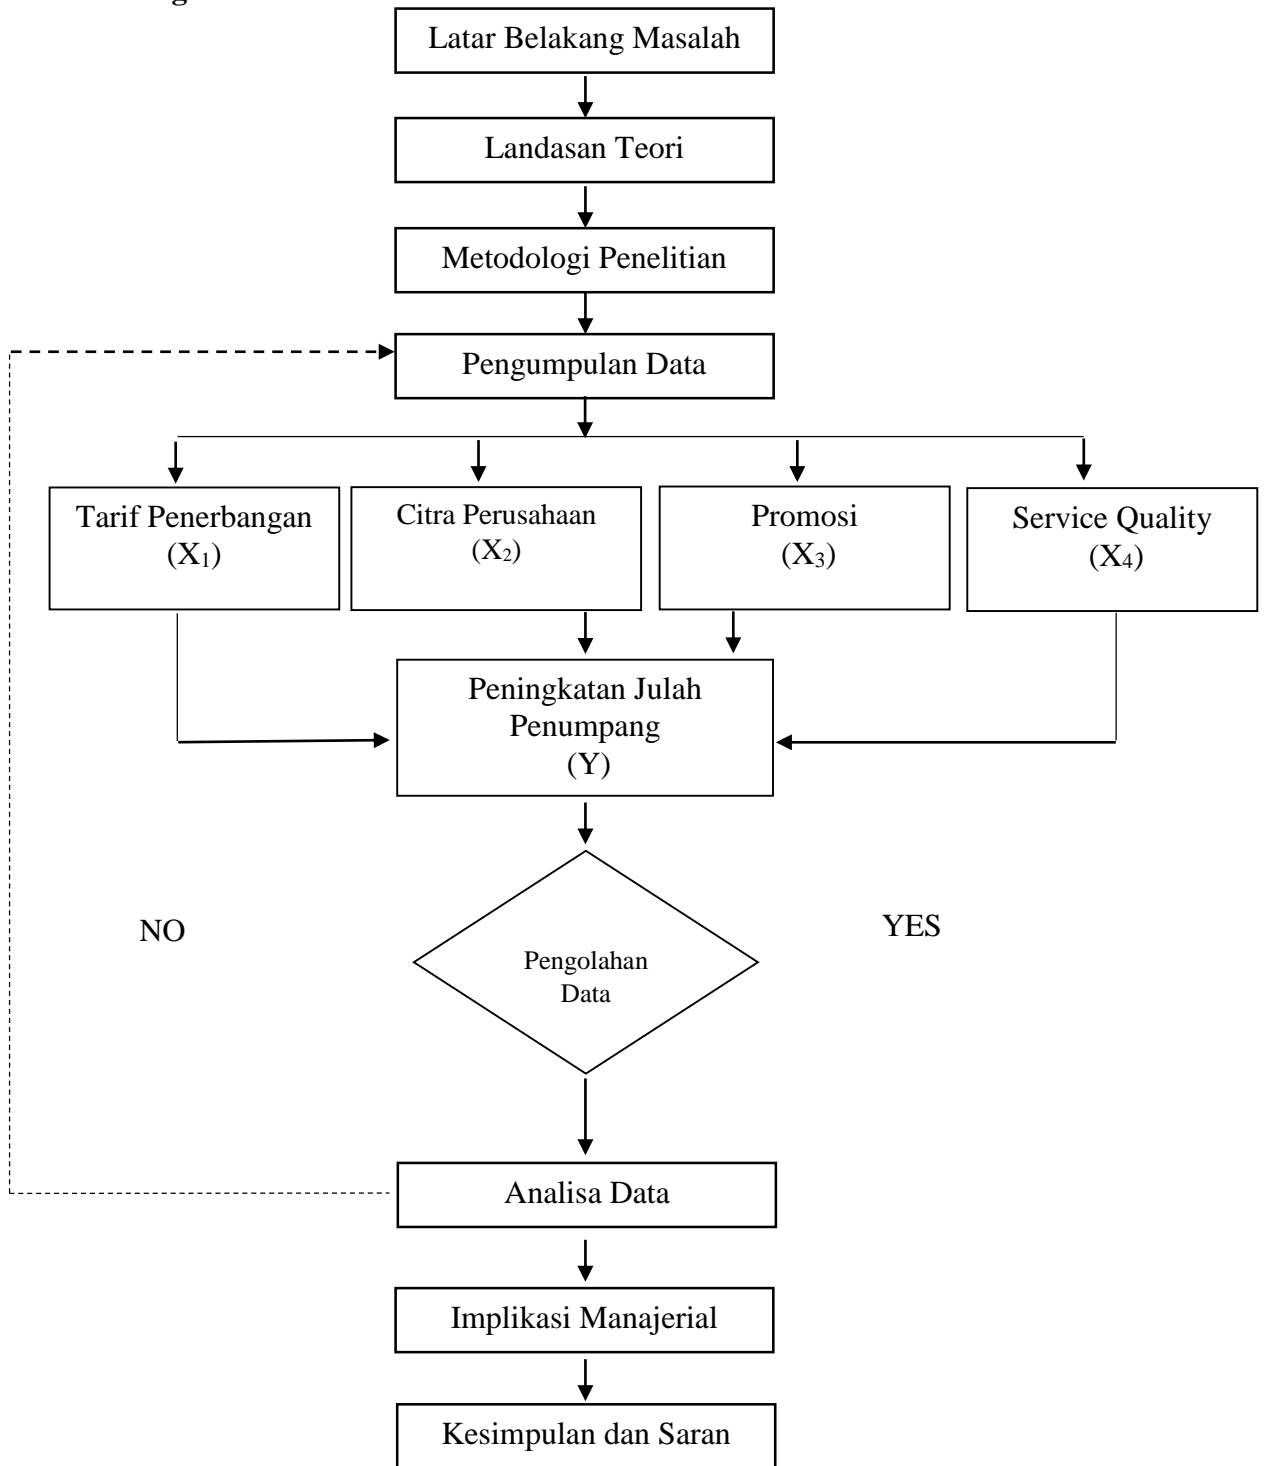 g
Latar Belakang Masalah
Landasan Teori
Metodologi Penelitian
Pengumpulan Data
Tarif Penerbangan
(X₁)
Citra Perusahaan
(X₂)
Promosi
(X₃)
Service Quality
(X₄)
Peningkatan Julah
Penumpang
(Y)
NO
YES
Pengolahan
Data
Analisa Data
Implikasi Manajerial
Kesimpulan dan Saran